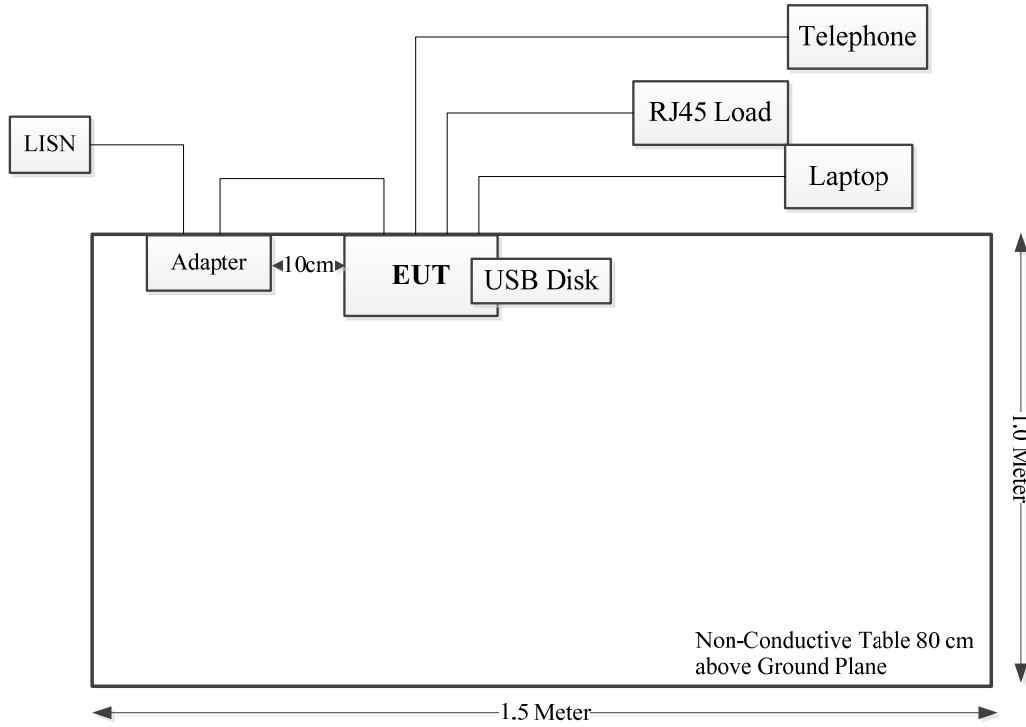 Telephone
RJ45 Load
LISN
Laptop
Adapter
10cm
EUT
USB Disk
1.0 Meter
Non-Conductive Table 80 cm
above Ground Plane
1.5 Meter